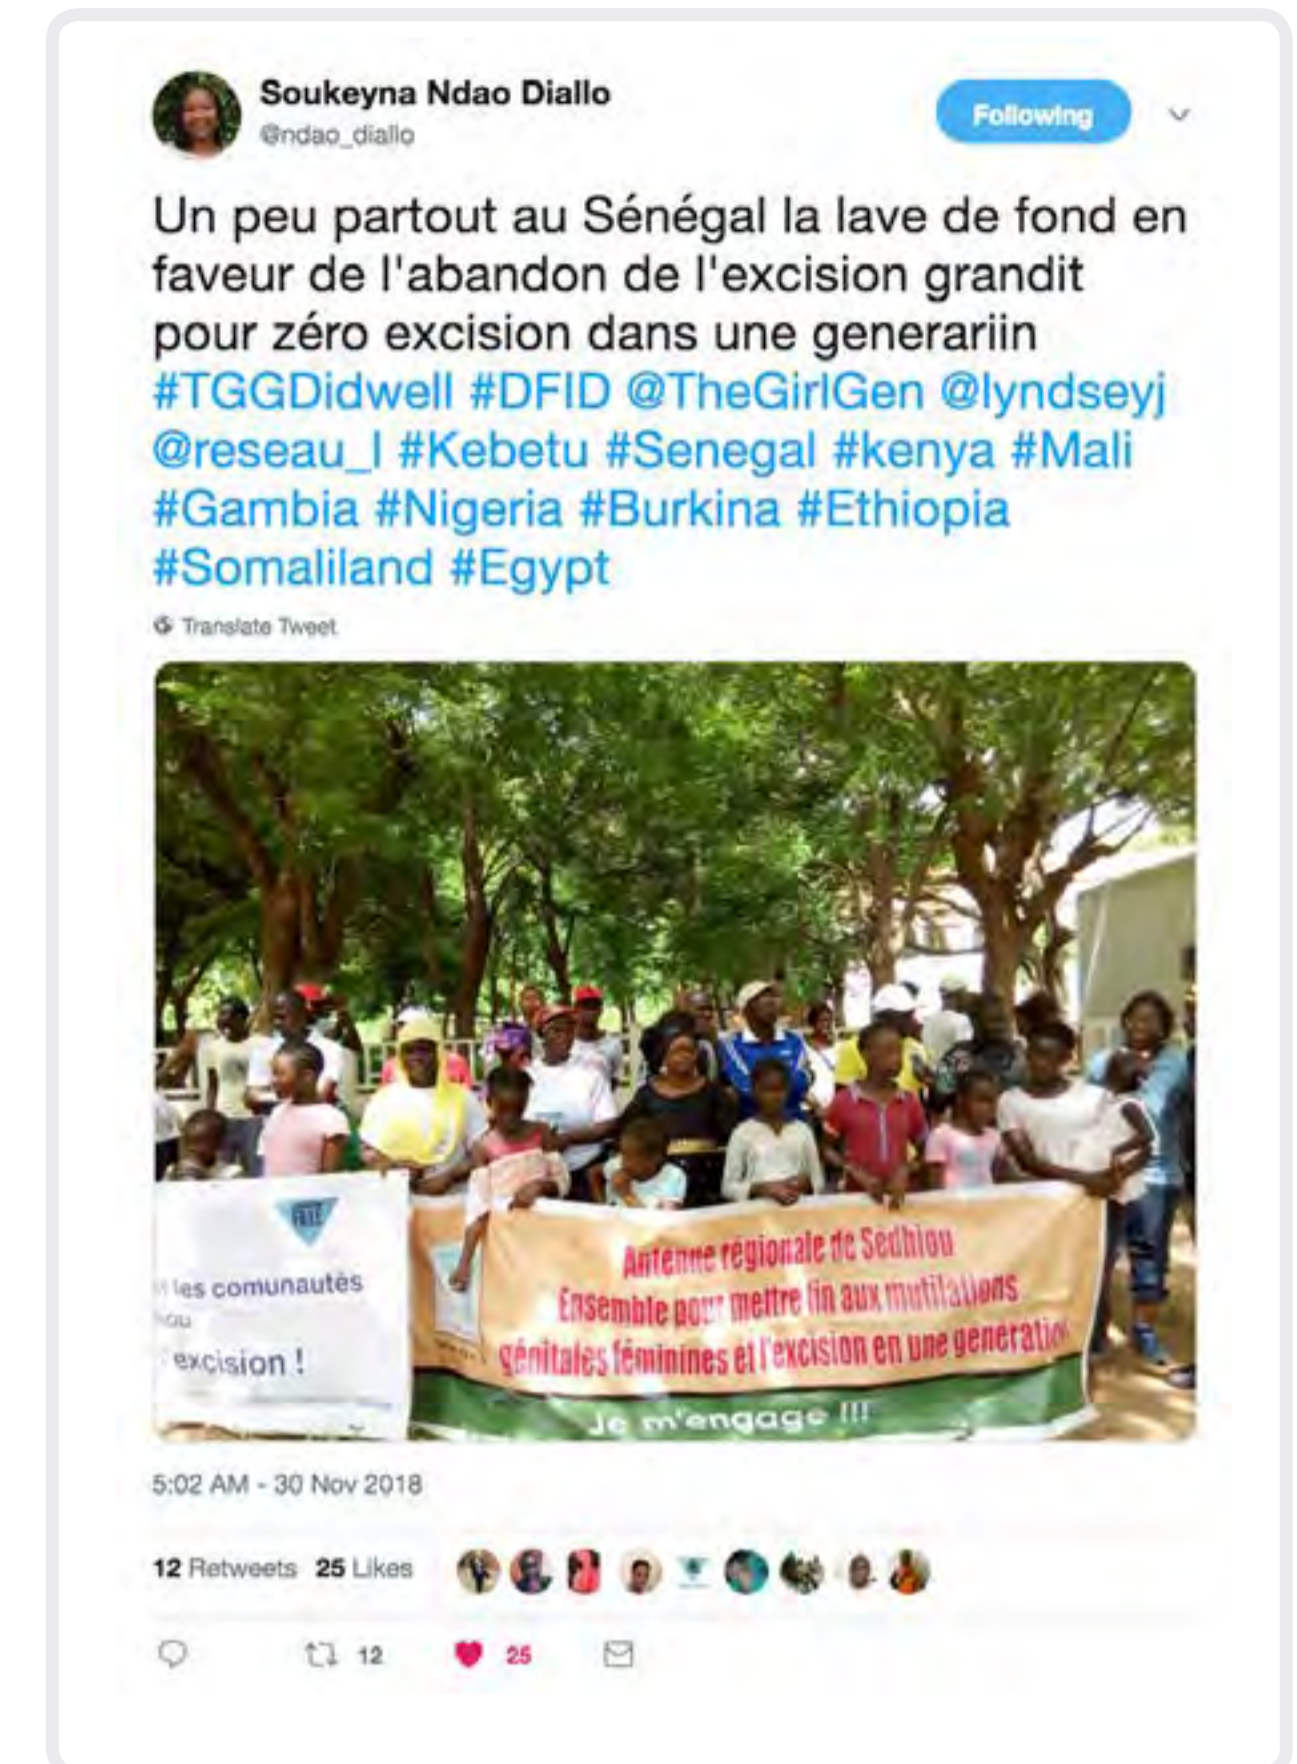 Soukeyna Ndao Diallo
@ndao_diallo
Following
Un peu partout au Sénégal la lave de fond en
faveur de l'abandon de l'excision grandit
pour zéro excision dans une generariin
#TGGDidwell #DFID @TheGirlGen @lyndseyj
@reseau_l #Kebetu #Senegal #kenya #Mali
#Gambia #Nigeria #Burkina #Ethiopia
#Somaliland #Egypt
Translate Tweet
les comunautés
excision !
Antenne régionale de Sédhiou
Ensemble pour mettre fin aux mutilations
génitales féminines et l'excision en une generation
Je m'engage !!!
5:02 AM - 30 Nov 2018
12 Retweets 25 Likes
12 25